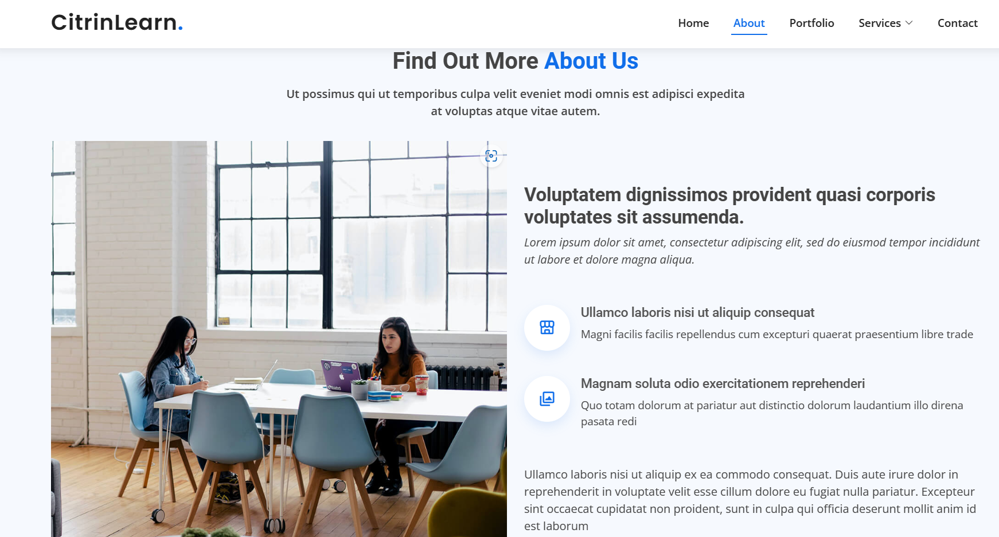 CitrinLearn.
Home About Portfolio Services Contact
Find Out More About Us
Ut possimus qui ut temporibus culpa velit eveniet modi omnis est adipisci expedita
at voluptas atque vitae autem.
Voluptatem dignissimos provident quasi corporis
voluptates sit assumenda.
Lorem ipsum dolor sit amet, consectetur adipiscing elit, sed do eiusmod tempor incididunt
ut labore et dolore magna aliqua.
Ullamco laboris nisi ut aliquip consequat
Magni facilis facilis repellendus cum excepturi quaerat praesentium libre trade
Magnam soluta odio exercitationem reprehenderi
Quo totam dolorum at pariatur aut distinctio dolorum laudantium illo direna
pasata redi
Ullamco laboris nisi ut aliquip ex ea commodo consequat. Duis aute irure dolor in
reprehenderit in voluptate velit esse cillum dolore eu fugiat nulla pariatur. Excepteur
sint occaecat cupidatat non proident, sunt in culpa qui officia deserunt mollit anim id
est laborum